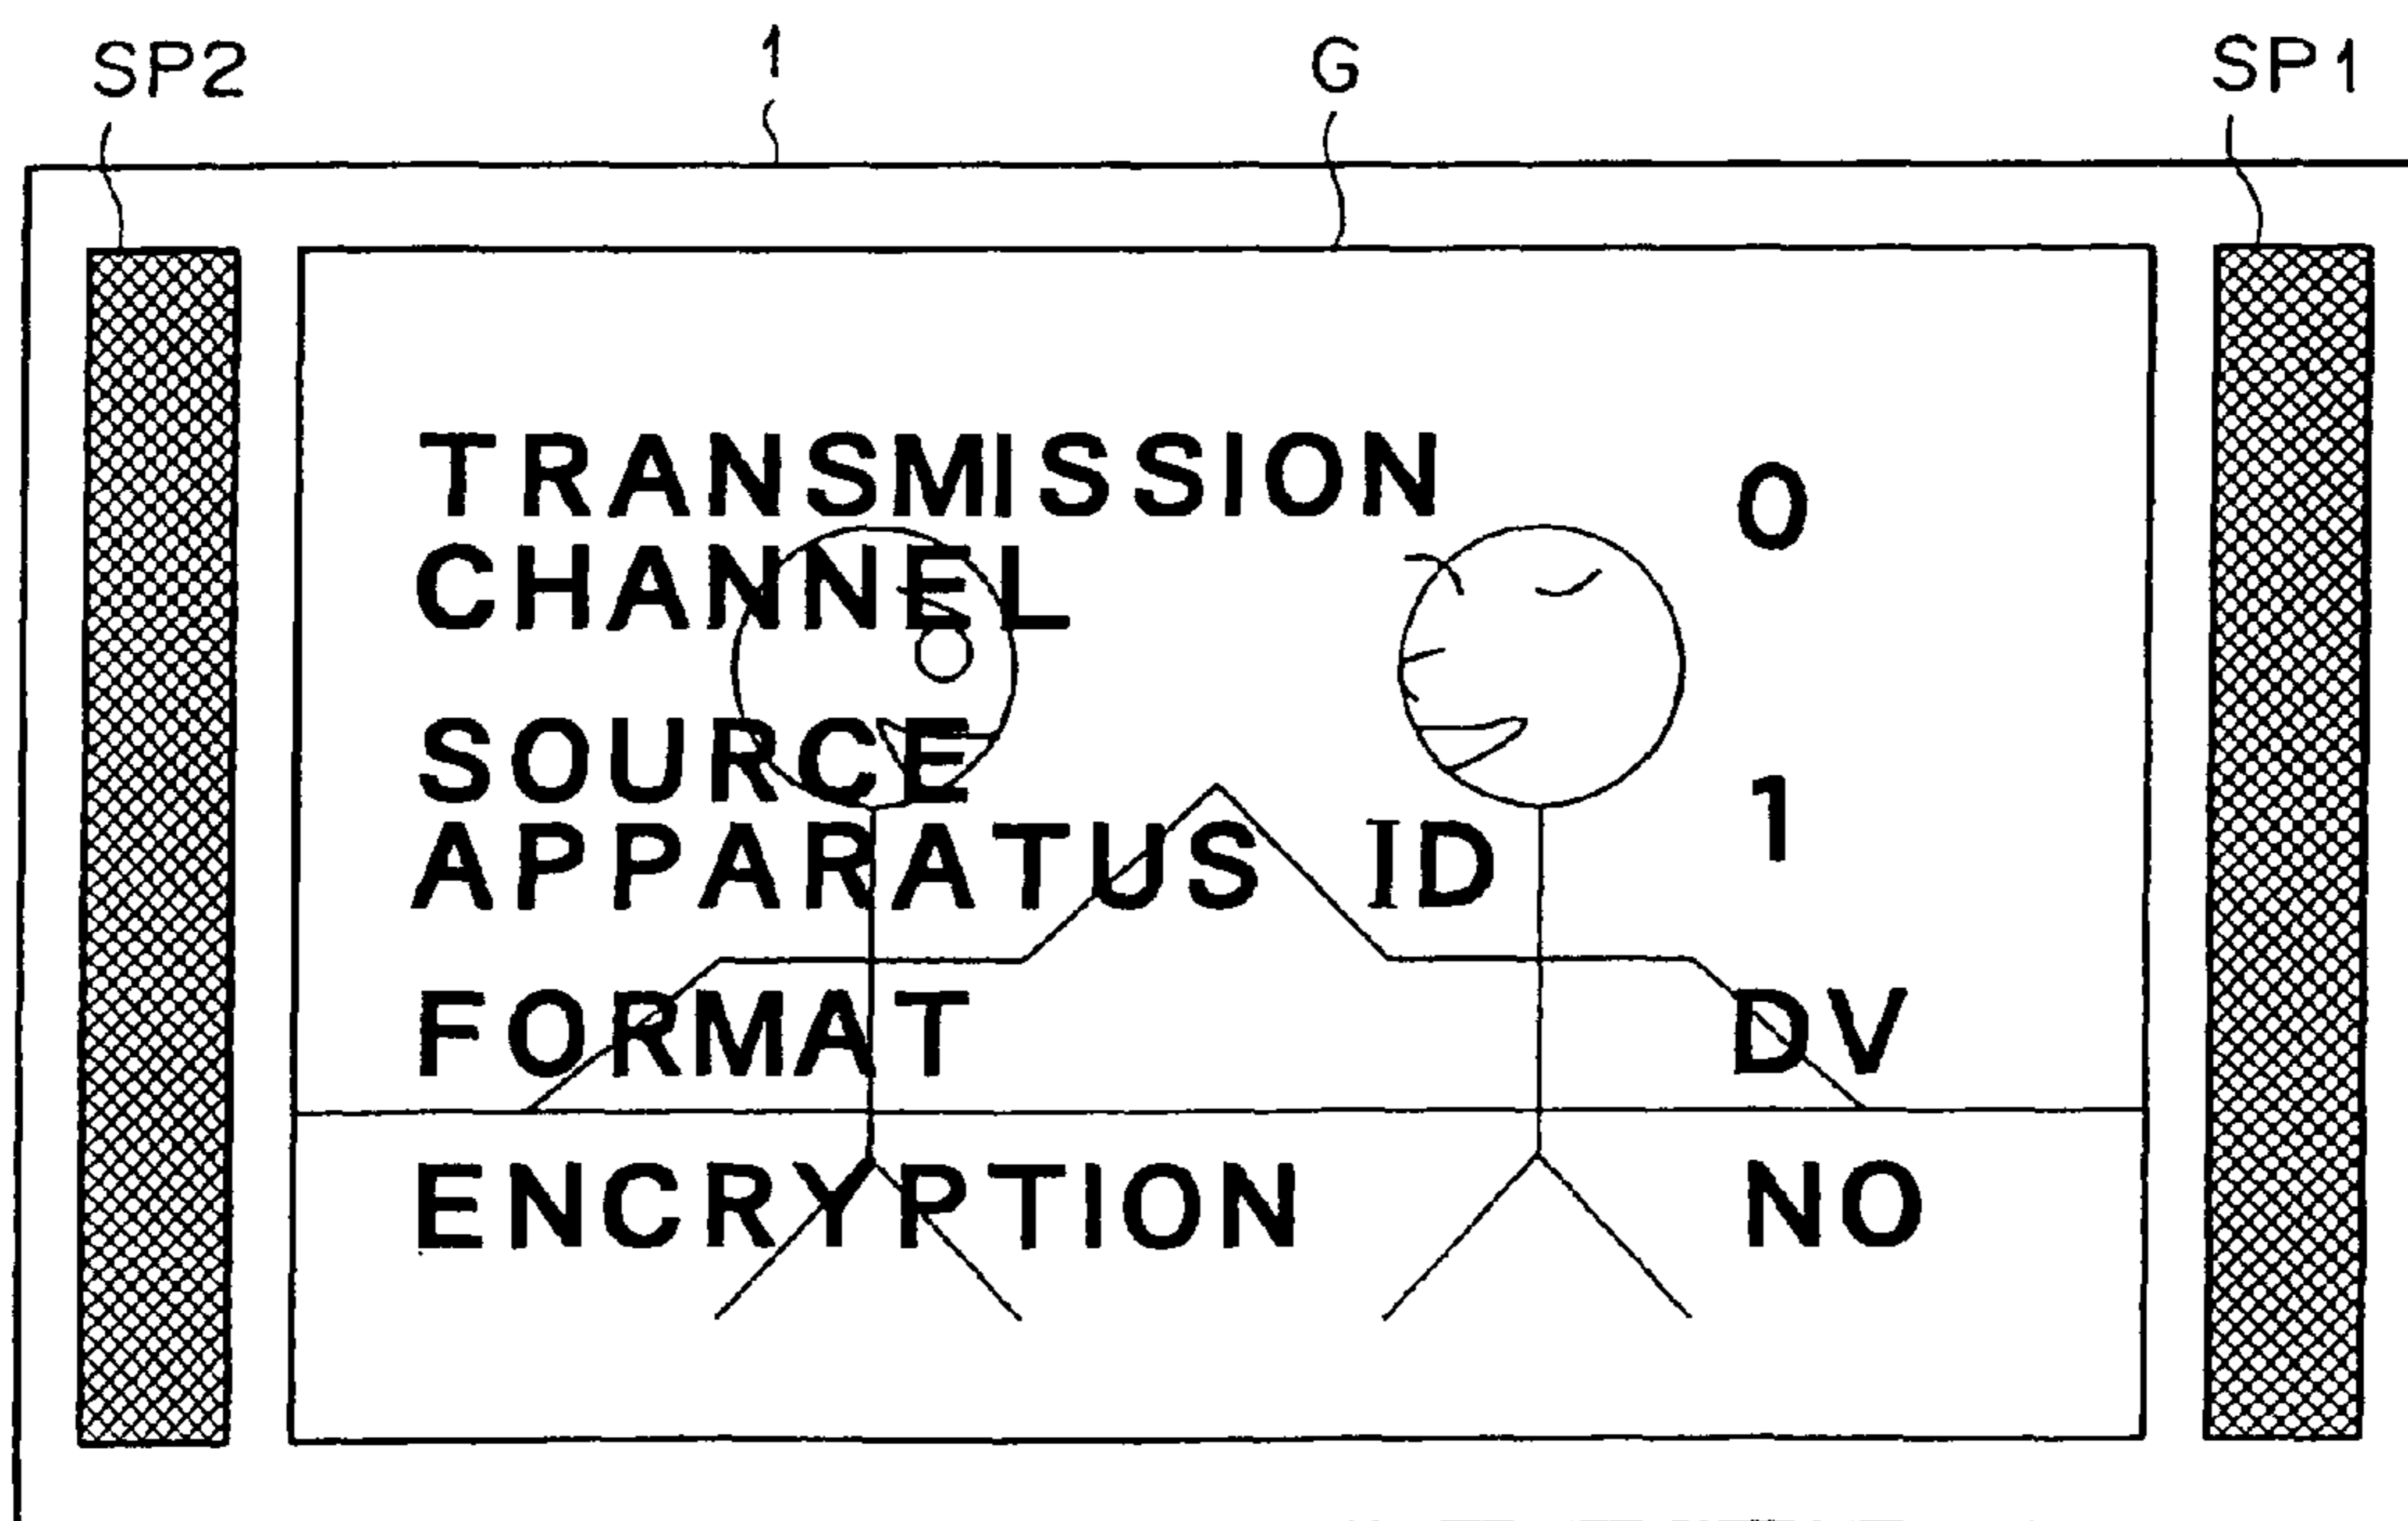 SP2 1 G SP1
TRANSMISSION
CHANNEL 0
SOURCE
APPARATUS ID 1
FORMAT DV
ENCRYPTION NO